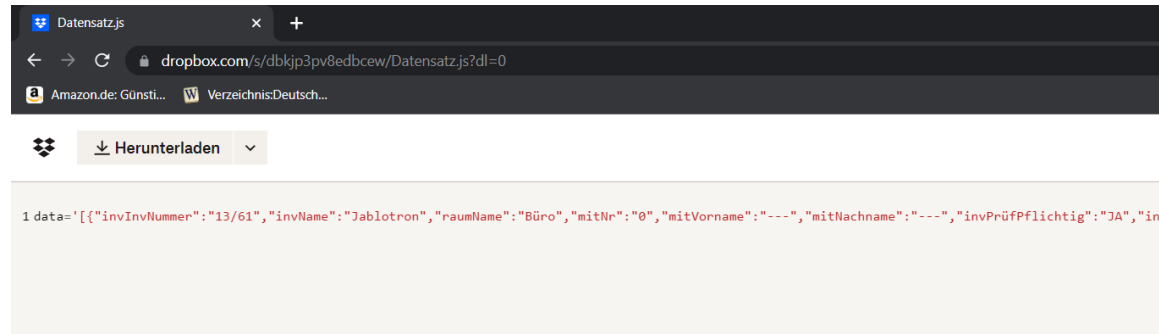 Datensatz.js
dropbox.com/s/dbkjp3pv8edbcew/Datensatz.js?dl=0
Amazon.de: Günsti... Verzeichnis:Deutsch...
Herunterladen
1 data='[{"invInvNummer":"13/61","invName":"Jablotron","raumName":"Büro","mitNr":"0","mitVorname":"---","mitNachname":"---","invPrüfPflichtig":"JA","in